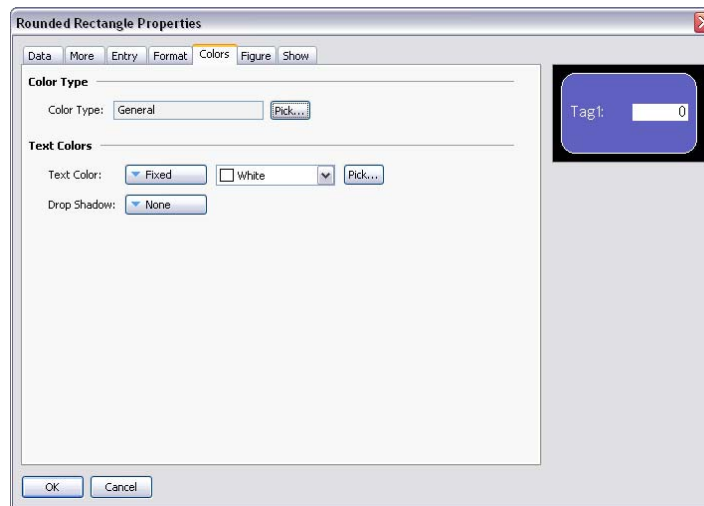 Rounded Rectangle Properties
Data More Entry Format Colors Figure Show
Color Type
Color Type: General Pick...
Text Colors
Text Color: Fixed White Pick...
Drop Shadow: None
Tag1: 0
OK Cancel